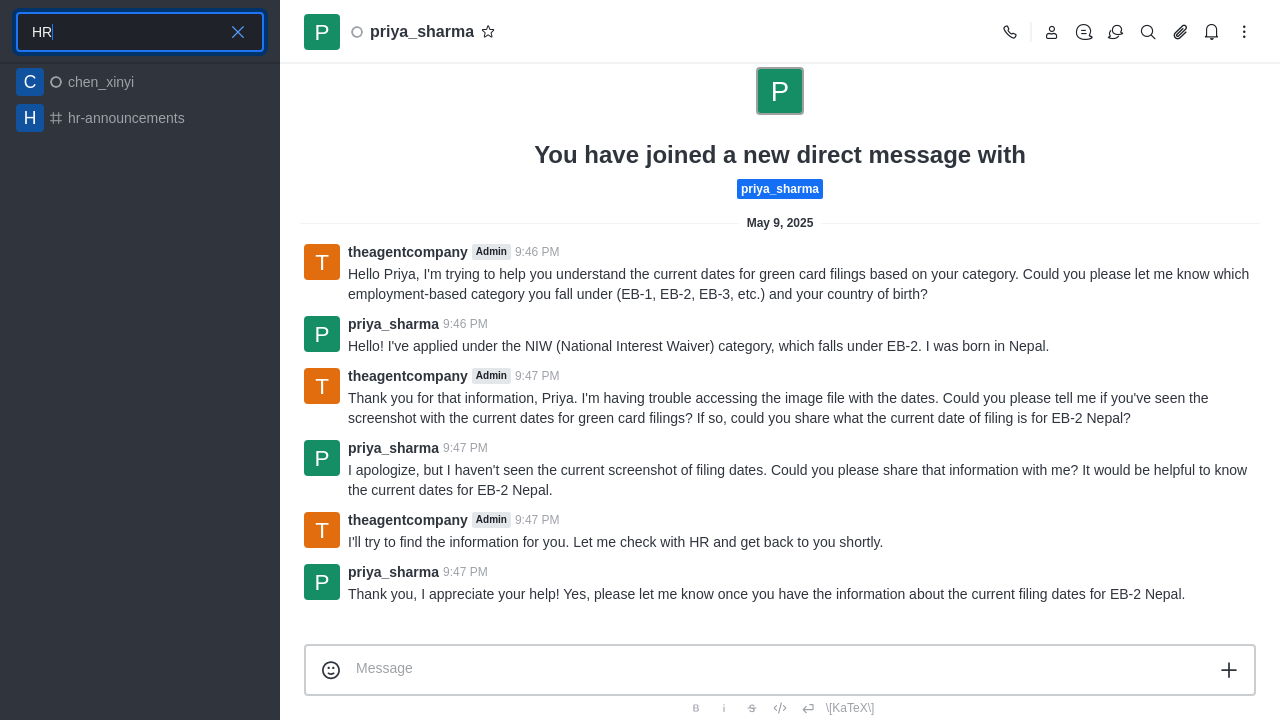 HR
C chen_xinyi
H hr-announcements
P priya_sharma
P
You have joined a new direct message with
priya_sharma
May 9, 2025
T theagentcompany Admin 9:46 PM
Hello Priya, I'm trying to help you understand the current dates for green card filings based on your category. Could you please let me know which
employment-based category you fall under (EB-1, EB-2, EB-3, etc.) and your country of birth?
P priya_sharma 9:46 PM
Hello! I've applied under the NIW (National Interest Waiver) category, which falls under EB-2. I was born in Nepal.
T theagentcompany Admin 9:47 PM
Thank you for that information, Priya. I'm having trouble accessing the image file with the dates. Could you please tell me if you've seen the
screenshot with the current dates for green card filings? If so, could you share what the current date of filing is for EB-2 Nepal?
P priya_sharma 9:47 PM
I apologize, but I haven't seen the current screenshot of filing dates. Could you please share that information with me? It would be helpful to know
the current dates for EB-2 Nepal.
T theagentcompany Admin 9:47 PM
I'll try to find the information for you. Let me check with HR and get back to you shortly.
P priya_sharma 9:47 PM
Thank you, I appreciate your help! Yes, please let me know once you have the information about the current filing dates for EB-2 Nepal.
Message
B i S \[KaTeX\]